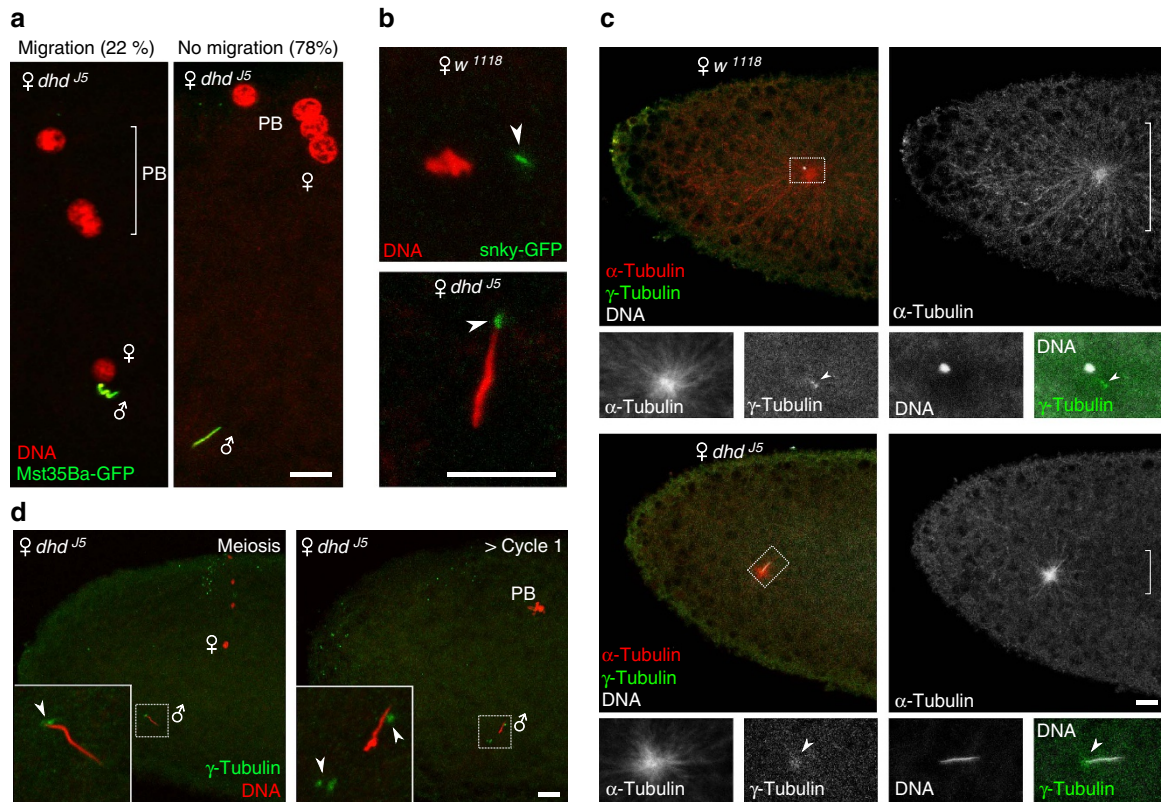 a
Migration (22 %)
No migration (78%)
♀ dhd J5
♀ dhd J5
PB
PB
♀
♀
♂
♂
DNA
Mst35Ba-GFP
b
♀ w 1118
DNA
snky-GFP
♀ dhd J5
c
♀ w 1118
α-Tubulin
γ-Tubulin
DNA
α-Tubulin
α-Tubulin
γ-Tubulin
DNA
DNA
γ-Tubulin
♀ dhd J5
α-Tubulin
γ-Tubulin
DNA
α-Tubulin
α-Tubulin
γ-Tubulin
DNA
DNA
γ-Tubulin
d
♀ dhd J5
Meiosis
♀
♂
γ-Tubulin
DNA
♀ dhd J5
> Cycle 1
PB
♂